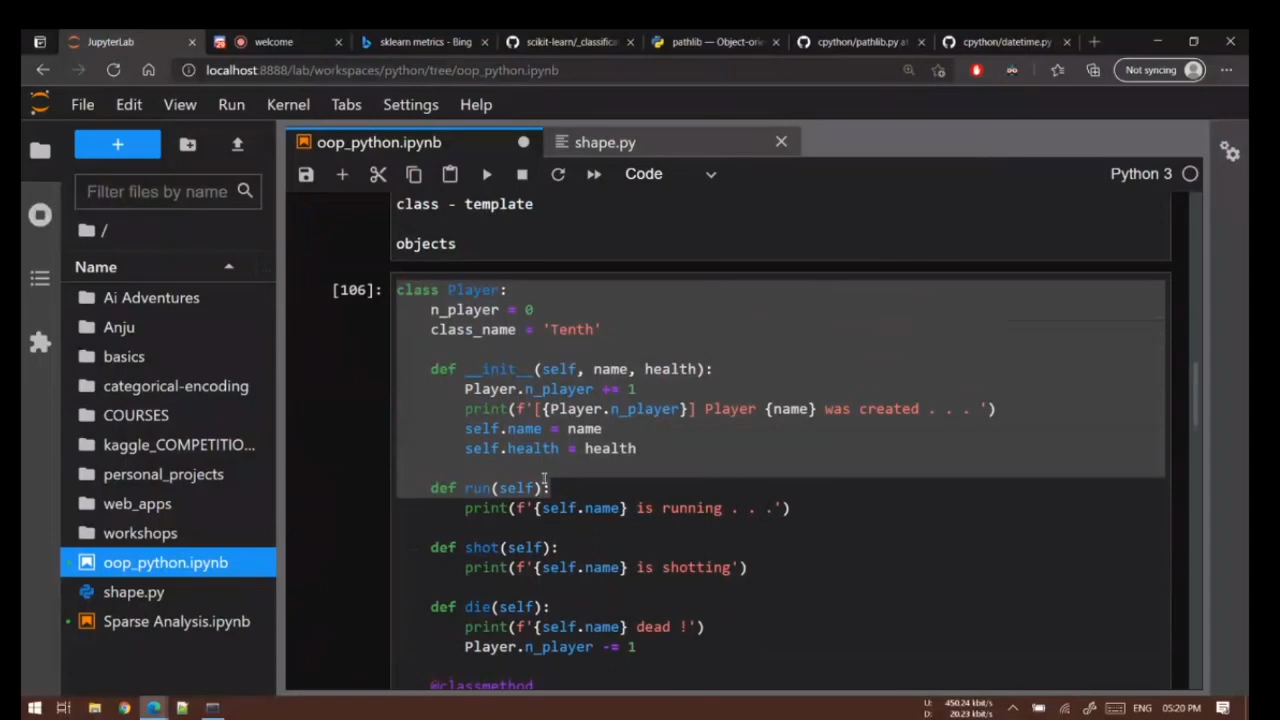 JupyterLab
welcome
sklearn metrics - Bing
scikit-learn/_classifica
pathlib — Object-orie
cpython/pathlib.py at
cpython/datetime.py
localhost:8888/lab/workspaces/python/tree/oop_python.ipynb
Not syncing
File Edit View Run Kernel Tabs Settings Help
oop_python.ipynb
shape.py
Code
Python 3
Filter files by name
/
Name
Ai Adventures
Anju
basics
categorical-encoding
COURSES
kaggle_COMPETITIO...
personal_projects
web_apps
workshops
oop_python.ipynb
shape.py
Sparse Analysis.ipynb
class - template
objects
[106]:
class Player:
n_player = 0
class_name = 'Tenth'
def __init__(self, name, health):
Player.n_player += 1
print(f'[{Player.n_player}] Player {name} was created . . . ')
self.name = name
self.health = health
def run(self):
print(f'{self.name} is running . . .')
def shot(self):
print(f'{self.name} is shotting')
def die(self):
print(f'{self.name} dead !')
Player.n_player -= 1
@classmethod
U: 450.24 kbit/s
D: 20.23 kbit/s
ENG
05:20 PM